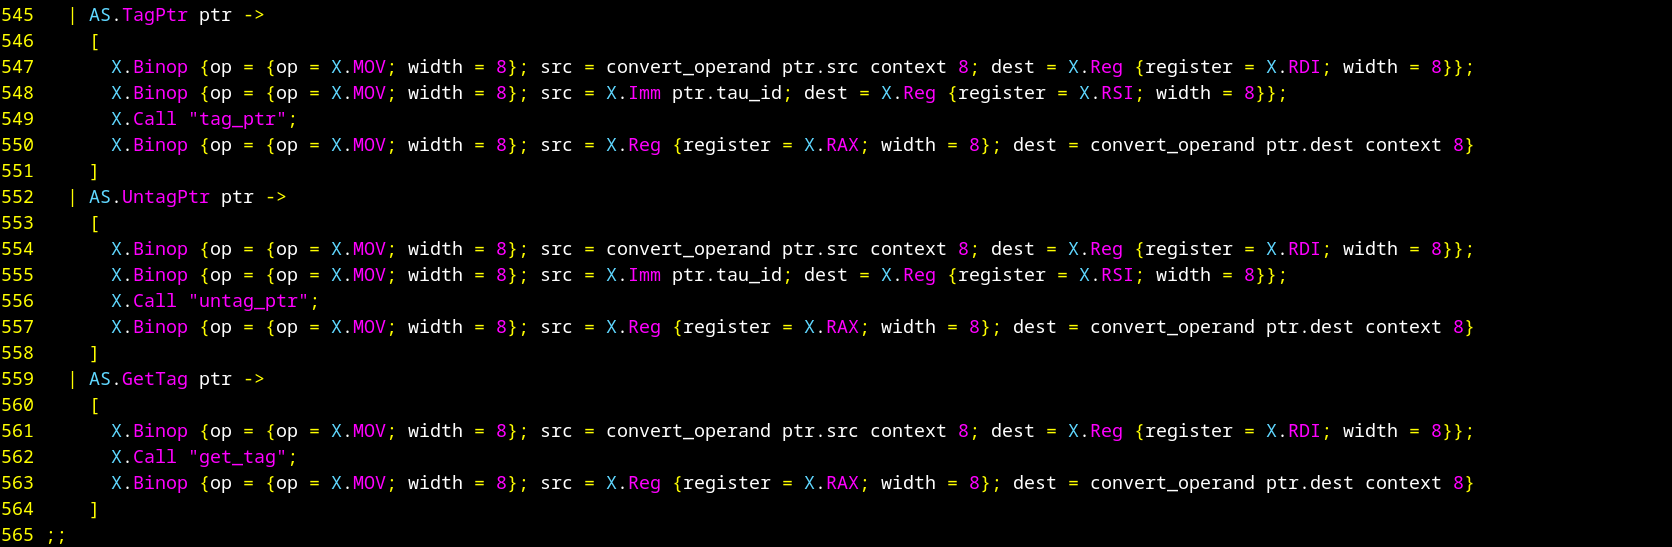 545   | AS.TagPtr ptr ->
546     [
547       X.Binop {op = {op = X.MOV; width = 8}; src = convert_operand ptr.src context 8; dest = X.Reg {register = X.RDI; width = 8}};
548       X.Binop {op = {op = X.MOV; width = 8}; src = X.Imm ptr.tau_id; dest = X.Reg {register = X.RSI; width = 8}};
549       X.Call "tag_ptr";
550       X.Binop {op = {op = X.MOV; width = 8}; src = X.Reg {register = X.RAX; width = 8}; dest = convert_operand ptr.dest context 8}
551     ]
552   | AS.UntagPtr ptr ->
553     [
554       X.Binop {op = {op = X.MOV; width = 8}; src = convert_operand ptr.src context 8; dest = X.Reg {register = X.RDI; width = 8}};
555       X.Binop {op = {op = X.MOV; width = 8}; src = X.Imm ptr.tau_id; dest = X.Reg {register = X.RSI; width = 8}};
556       X.Call "untag_ptr";
557       X.Binop {op = {op = X.MOV; width = 8}; src = X.Reg {register = X.RAX; width = 8}; dest = convert_operand ptr.dest context 8}
558     ]
559   | AS.GetTag ptr ->
560     [
561       X.Binop {op = {op = X.MOV; width = 8}; src = convert_operand ptr.src context 8; dest = X.Reg {register = X.RDI; width = 8}};
562       X.Call "get_tag";
563       X.Binop {op = {op = X.MOV; width = 8}; src = X.Reg {register = X.RAX; width = 8}; dest = convert_operand ptr.dest context 8}
564     ]
565 ;;